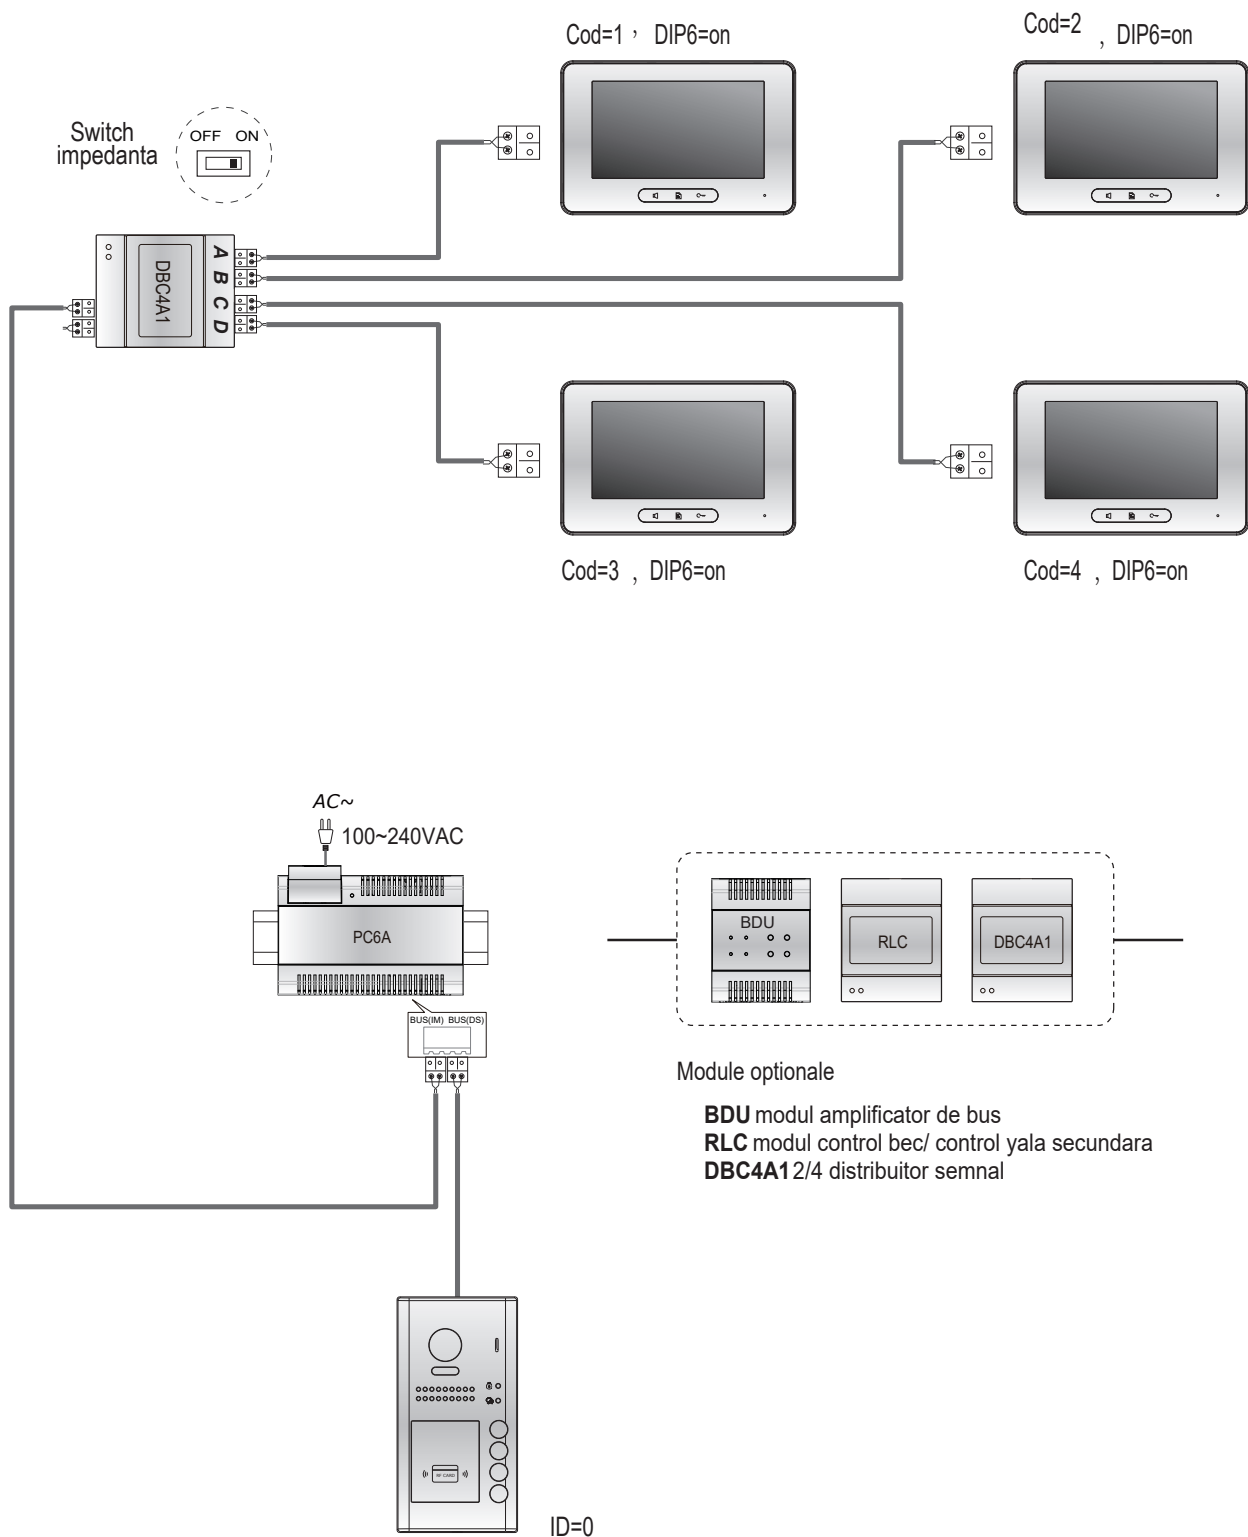 Cod=1 , DIP6=on
Cod=2 , DIP6=on
Switch
impedanta
OFF ON
DBC4A1
A
B
C
D
Cod=3 , DIP6=on
Cod=4 , DIP6=on
AC~
100~240VAC
PC6A
BUS(IM) BUS(DS)
BDU
RLC
DBC4A1
Module optionale
BDU modul amplificator de bus
RLC modul control bec/ control yala secundara
DBC4A1 2/4 distribuitor semnal
RF CARD
ID=0